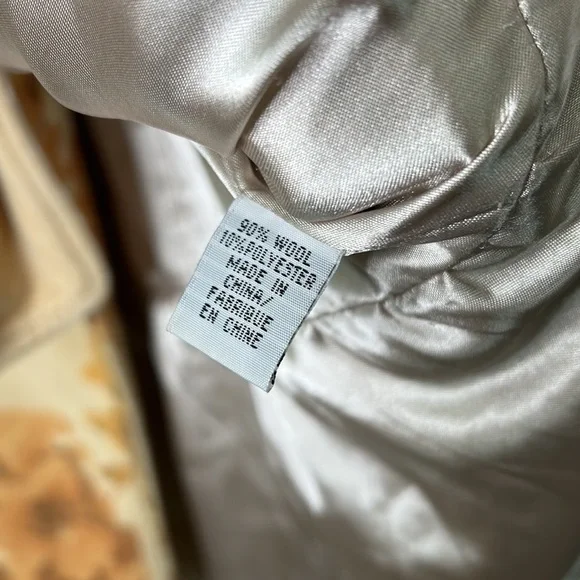 90% WOOL
10%POLYESTER
MADE IN
CHINA/
FABRIQUE
EN CHINE